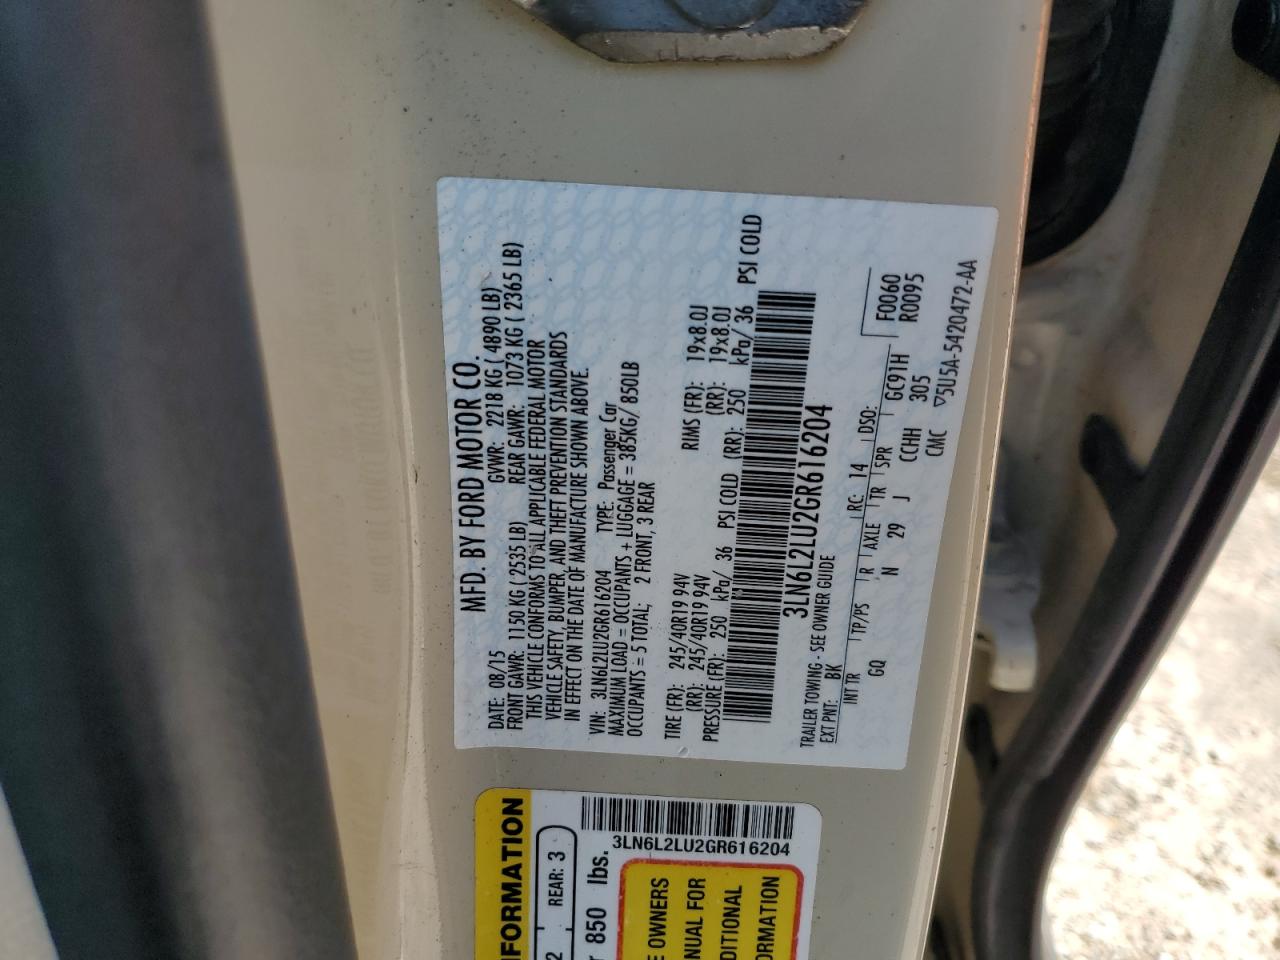 MFD. BY FORD MOTOR CO.
DATE: 08/15 GVWR: 2218 KG ( 4890 LB)
FRONT GAWR: 1150 KG ( 2535 LB) REAR GAWR: 1073 KG ( 2365 LB)
THIS VEHICLE CONFORMS TO ALL APPLICABLE FEDERAL MOTOR
VEHICLE SAFETY, BUMPER, AND THEFT PREVENTION STANDARDS
IN EFFECT ON THE DATE OF MANUFACTURE SHOWN ABOVE.
VIN: 3LN6L2LU2GR616204 TYPE: Passenger Car
MAXIMUM LOAD = OCCUPANTS + LUGGAGE = 385KG/ 850LB
OCCUPANTS = 5 TOTAL; 2 FRONT, 3 REAR
TIRE (FR): 245/40R19 94V RIMS (FR): 19x8.0J
(RR): 245/40R19 94V (RR): 19x8.0J
PRESSURE (FR): 250 kPa/ 36 PSI COLD (RR): 250 kPa/ 36 PSI COLD
3LN6L2LU2GR616204
TRAILER TOWING - SEE OWNER GUIDE
EXT PNT: BK RC: 14 DSO: F0060
R0095
INT TR TP/PS R AXLE TR SPR GC91H
GQ N 29 J CCHH 305
CMC ▽5U5A-5420472-AA
FORMATION
2 REAR: 3
850 lbs.
3LN6L2LU2GR616204
E OWNERS
NUAL FOR
DITIONAL
ORMATION